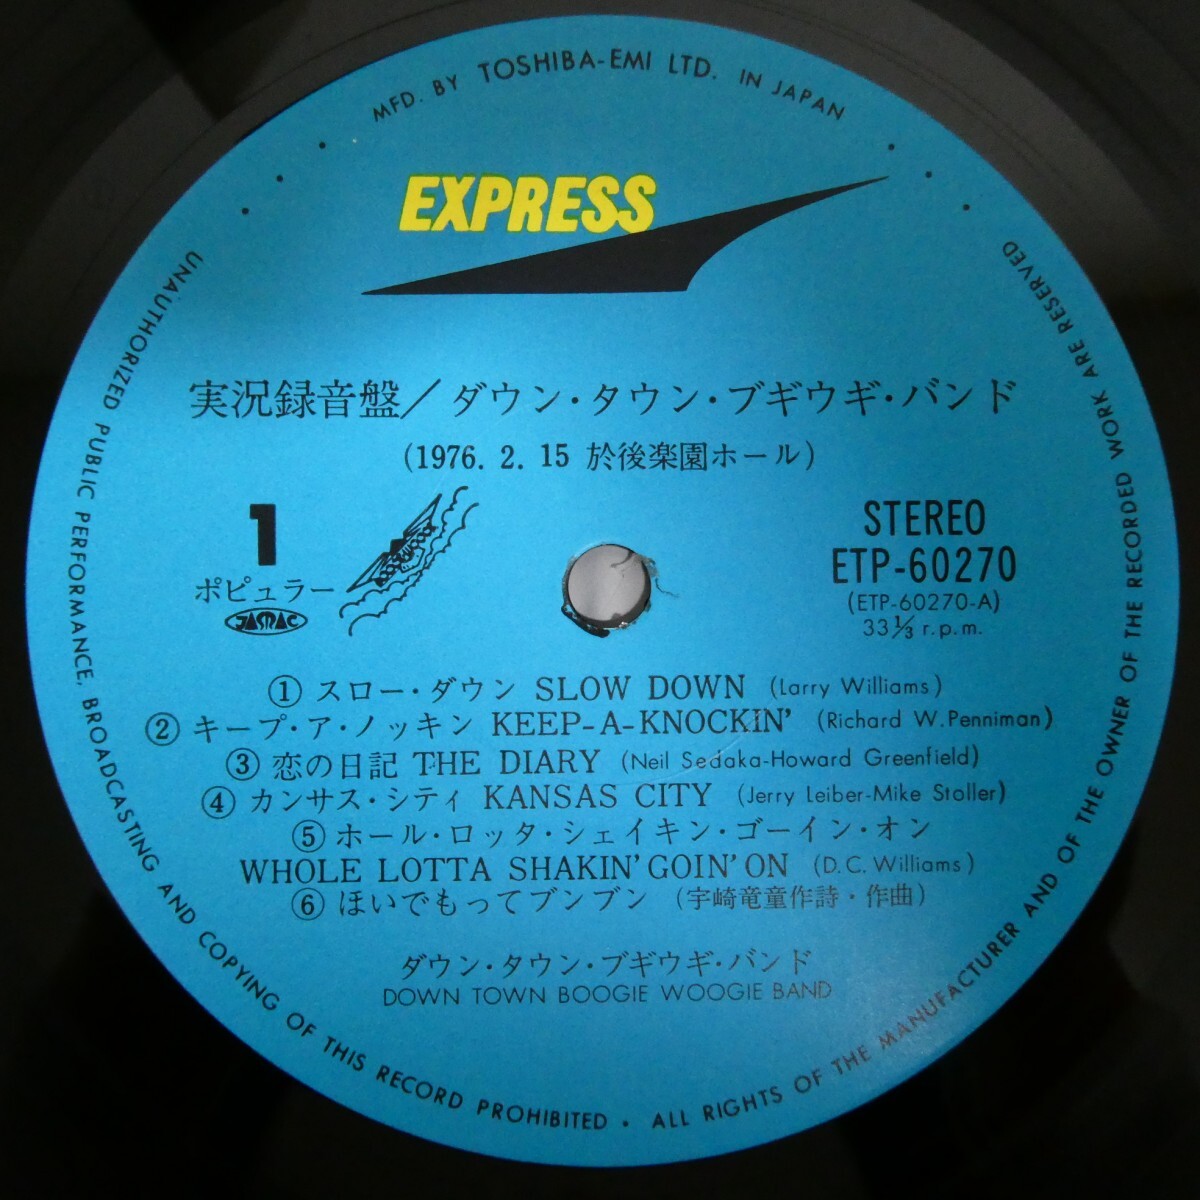 MFD. BY TOSHIBA-EMI LTD. IN JAPAN
EXPRESS
実況録音盤/ダウン・タウン・ブギウギ・バンド
(1976. 2. 15 於後楽園ホール)
1
ポピュラー
JASRAC
STEREO
ETP-60270
(ETP-60270-A)
33 1/3 r.p.m.
① スロー・ダウン SLOW DOWN (Larry Williams)
② キープ・ア・ノッキン KEEP-A-KNOCKIN' (Richard W. Penniman)
③ 恋の日記 THE DIARY (Neil Sedaka-Howard Greenfield)
④ カンサス・シティ KANSAS CITY (Jerry Leiber-Mike Stoller)
⑤ ホール・ロッタ・シェイキン・ゴーイン・オン
WHOLE LOTTA SHAKIN' GOIN' ON (D.C. Williams)
⑥ ほいでもってブンブン (宇崎竜童作詩・作曲)
ダウン・タウン・ブギウギ・バンド
DOWN TOWN BOOGIE WOOGIE BAND
UNAUTHORIZED PUBLIC PERFORMANCE, BROADCASTING AND COPYING OF THIS RECORD PROHIBITED • ALL RIGHTS OF THE MANUFACTURER AND OF THE OWNER OF THE RECORDED WORK ARE RESERVED